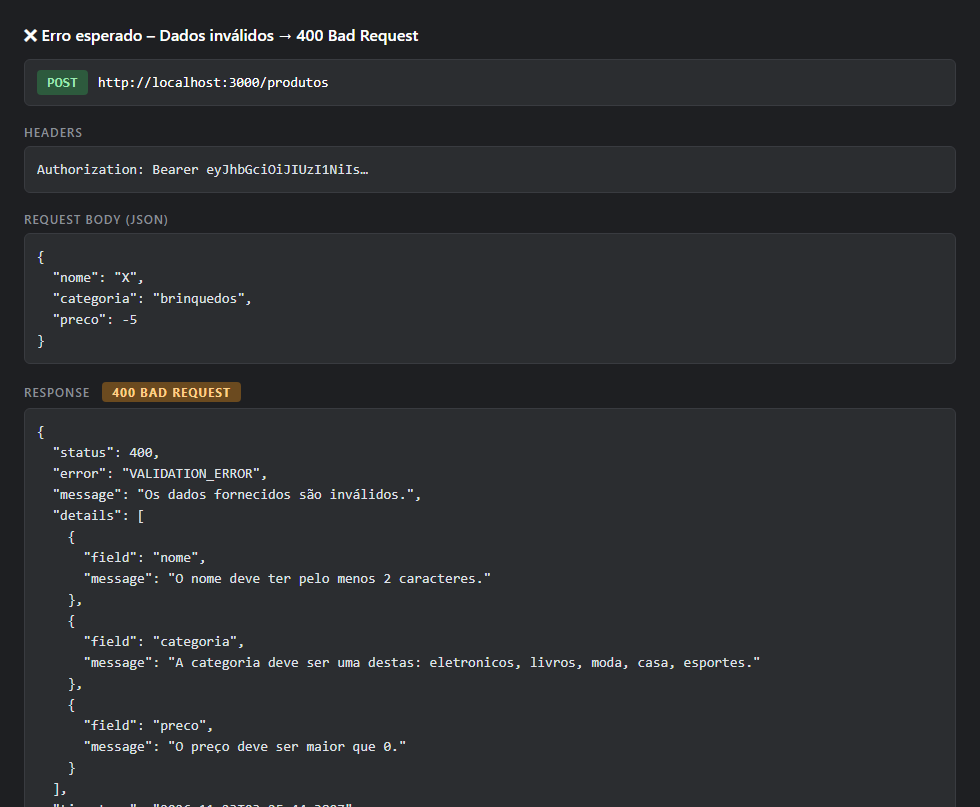 ❌ Erro esperado – Dados inválidos → 400 Bad Request
POST http://localhost:3000/produtos
HEADERS
Authorization: Bearer eyJhbGciOiJIUzI1NiIs…
REQUEST BODY (JSON)
{
"nome": "X",
"categoria": "brinquedos",
"preco": -5
}
RESPONSE 400 BAD REQUEST
{
"status": 400,
"error": "VALIDATION_ERROR",
"message": "Os dados fornecidos são inválidos.",
"details": [
{
"field": "nome",
"message": "O nome deve ter pelo menos 2 caracteres."
},
{
"field": "categoria",
"message": "A categoria deve ser uma destas: eletronicos, livros, moda, casa, esportes."
},
{
"field": "preco",
"message": "O preço deve ser maior que 0."
}
],